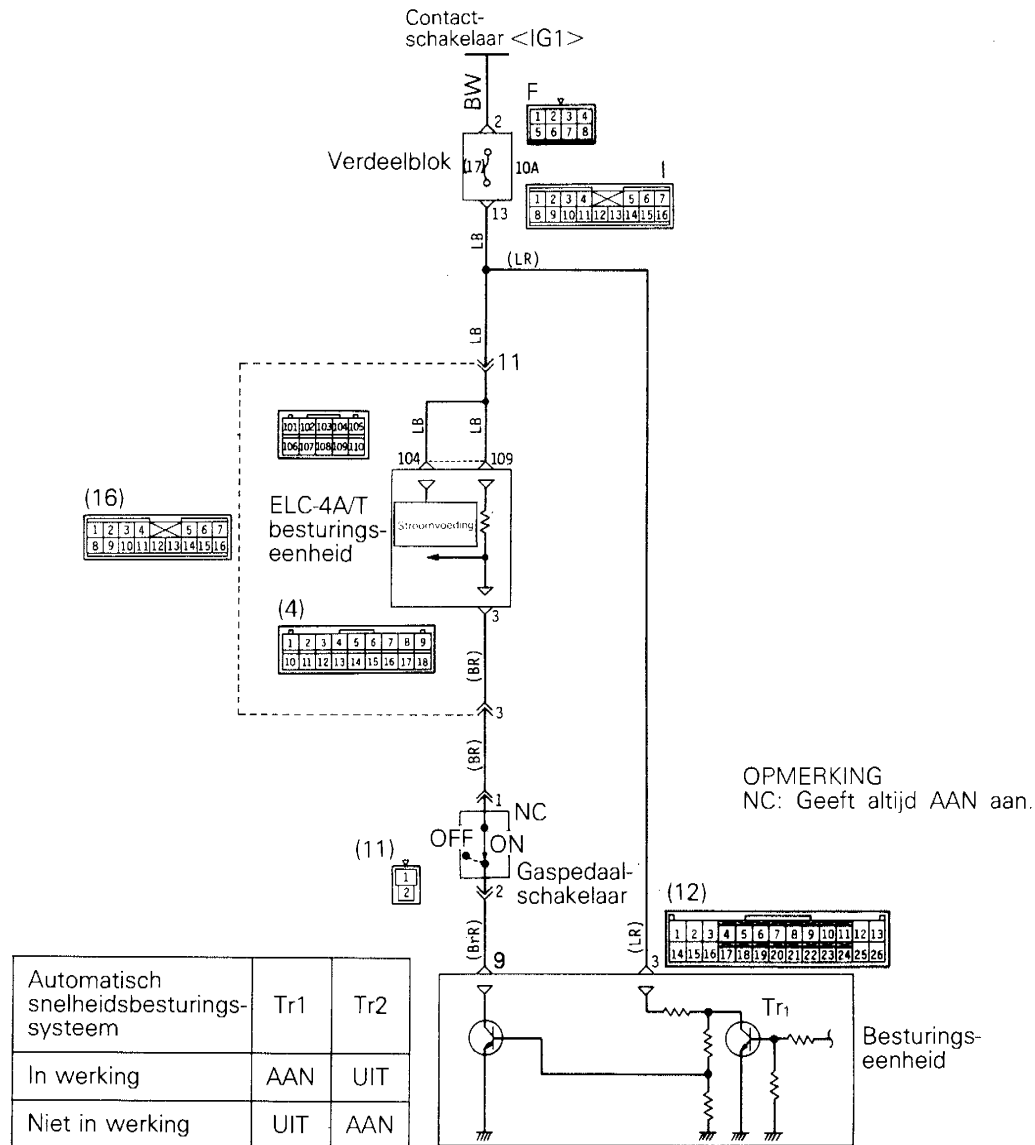 Contact-
schakelaar <IG1>
BW
F
2
1 2 3 4
5 6 7 8
Verdeelblok
(17)
10A
I
1 2 3 4 5 6 7
8 9 10 11 12 13 14 15 16
13
LB
(LR)
LB
11
101 102 103 104 105
106 107 108 109 110
LB
LB
104
109
(16)
1 2 3 4 5 6 7
8 9 10 11 12 13 14 15 16
ELC-4A/T
besturings-
eenheid
Stroomvoeding
(4)
1 2 3 4 5 6 7 8 9
10 11 12 13 14 15 16 17 18
3
(BR)
3
(BR)
OPMERKING
NC: Geeft altijd AAN aan.
1
NC
OFF
ON
(11)
1
2
Gaspedaal-
schakelaar
2
(12)
1 2 3 4 5 6 7 8 9 10 11 12 13
14 15 16 17 18 19 20 21 22 23 24 25 26
(BrR)
(LR)
9
3
Tr1
Besturings-
eenheid
Automatisch
snelheidsbesturings-
systeem
Tr1
Tr2
In werking
AAN
UIT
Niet in werking
UIT
AAN